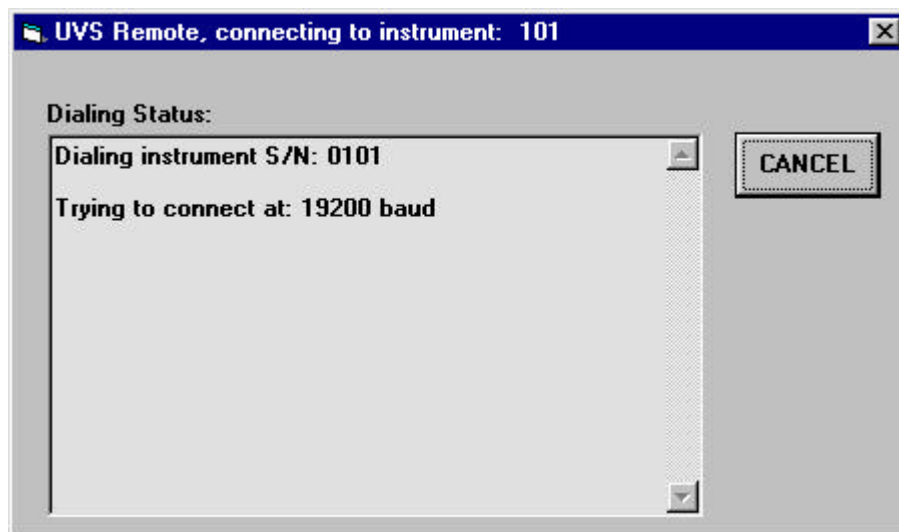 UVS Remote, connecting to instrument: 101
Dialing Status:
Dialing instrument S/N: 0101
CANCEL
Trying to connect at: 19200 baud